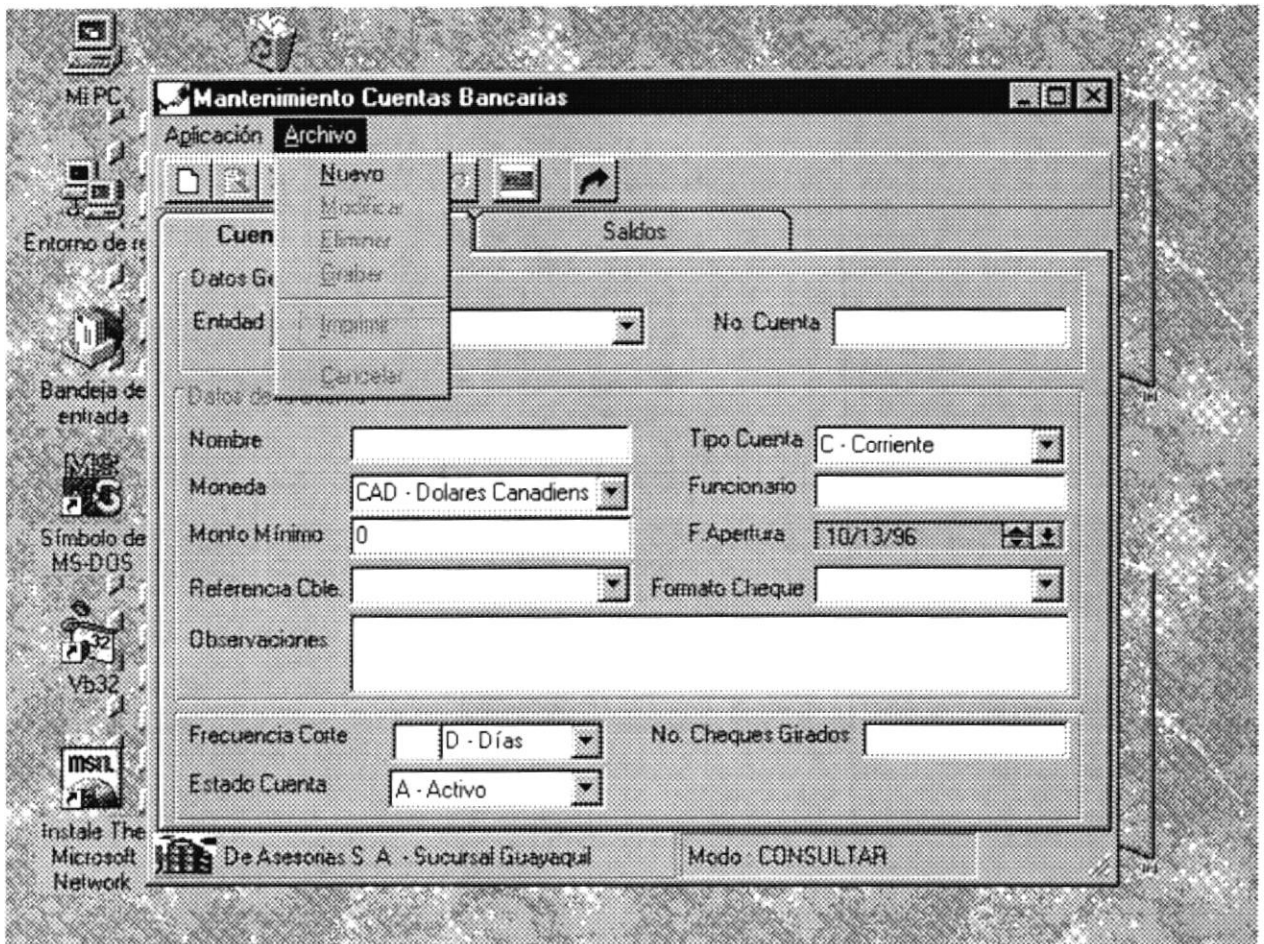 Mi PC
Mantenimiento Cuentas Bancarias
Aplicación Archivo
Nuevo
Modificar
Eliminar
Grabar
Imprimir
Cancelar
Cuen
Saldos
Entorno de re
Datos Ge
Entidad
No. Cuenta
Bandeja de
entrada
Datos de
Nombre
Tipo Cuenta C - Corriente
Moneda CAD - Dolares Canadiens
Funcionario
Símbolo de
MS-DOS
Monto Mínimo 0
F.Apertura 10/13/96
Referencia Cble.
Formato Cheque
Observaciones
32
Vb32
Frecuencia Corte D - Días
No. Cheques Girados
msn.
Estado Cuenta A - Activo
Instale The
Microsoft
Network
De Asesorias S. A. - Sucursal Guayaquil
Modo : CONSULTAR